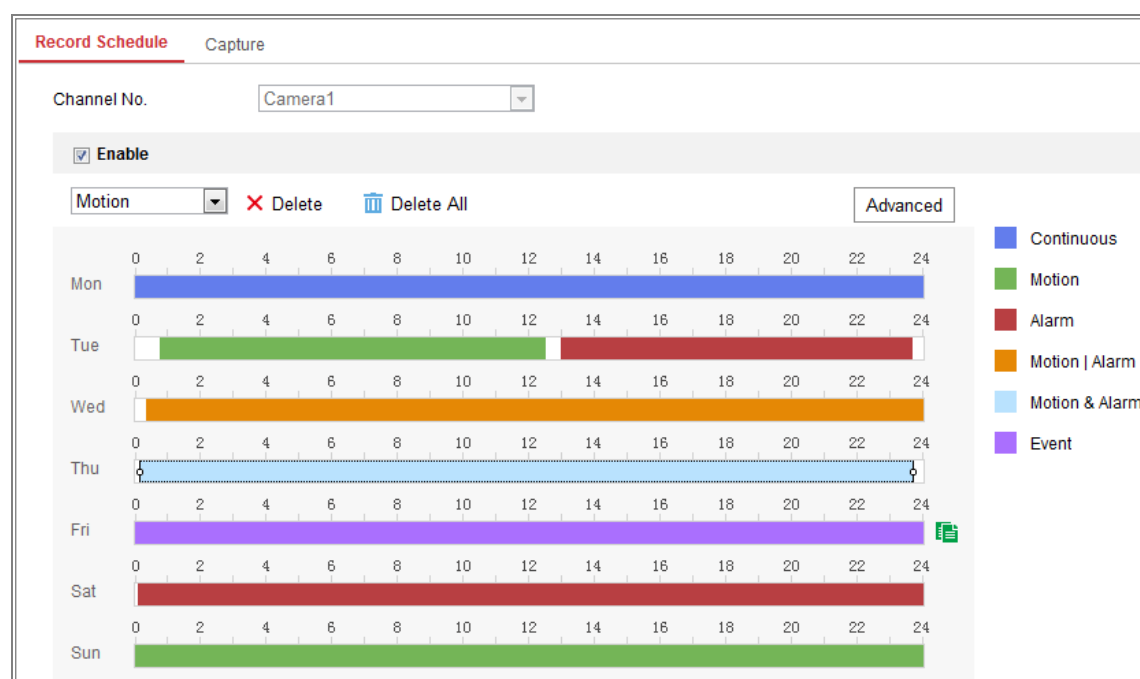 Record Schedule Capture
Channel No. Camera1
Enable
Motion Delete Delete All Advanced
Continuous
Motion
Alarm
Motion | Alarm
Motion & Alarm
Event
0 2 4 6 8 10 12 14 16 18 20 22 24
Mon
0 2 4 6 8 10 12 14 16 18 20 22 24
Tue
0 2 4 6 8 10 12 14 16 18 20 22 24
Wed
0 2 4 6 8 10 12 14 16 18 20 22 24
Thu
0 2 4 6 8 10 12 14 16 18 20 22 24
Fri
0 2 4 6 8 10 12 14 16 18 20 22 24
Sat
0 2 4 6 8 10 12 14 16 18 20 22 24
Sun